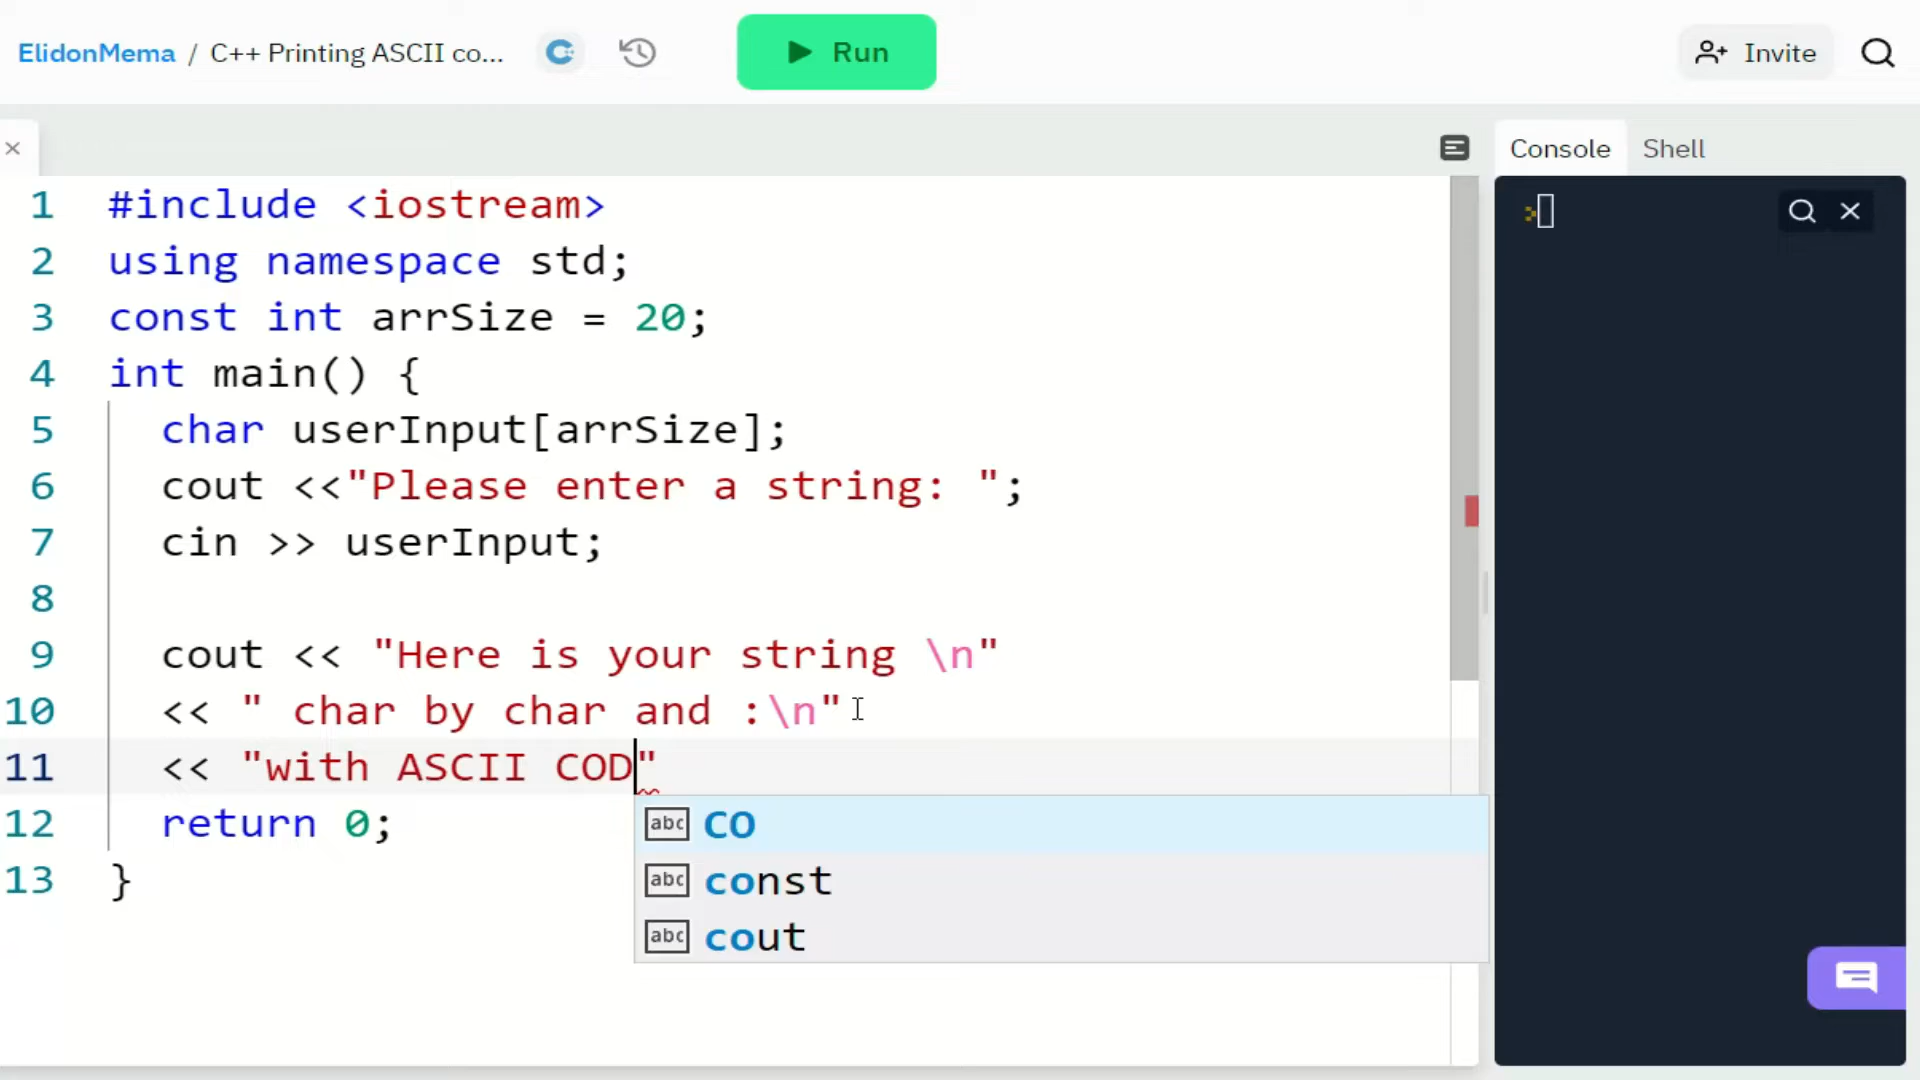 ElidonMema / C++ Printing ASCII co...
Run
Invite
Console
Shell
1 #include <iostream>
2 using namespace std;
3 const int arrSize = 20;
4 int main() {
5 char userInput[arrSize];
6 cout <<"Please enter a string: ";
7 cin >> userInput;
8
9 cout << "Here is your string \n"
10 << " char by char and :\n"
11 << "with ASCII COD"
12 return 0;
13 }
abc CO
abc const
abc cout